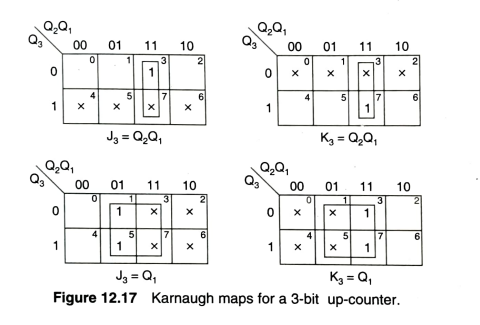 Q₂Q₁ Q₂Q₁
Q₃ 00 01 11 10 Q₃ 00 01 11 10
0 0 1 1 3 2 0 × 0 × 1 × 3 × 2
1 × 4 × 5 × 7 × 6 1 4 5 1 7 6
J₃ = Q₂Q₁ K₃ = Q₂Q₁
Q₂Q₁ Q₂Q₁
Q₃ 00 01 11 10 Q₃ 00 01 11 10
0 0 1 1 × 3 × 2 0 × 0 × 1 1 3 2
1 4 1 5 × 7 × 6 1 × 4 × 5 1 7 6
J₃ = Q₁ K₃ = Q₁
Figure 12.17 Karnaugh maps for a 3-bit up-counter.